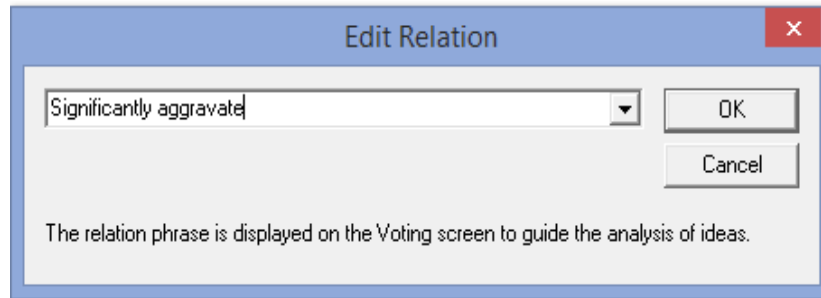 Edit Relation
Significantly aggravate
OK
Cancel
The relation phrase is displayed on the Voting screen to guide the analysis of ideas.